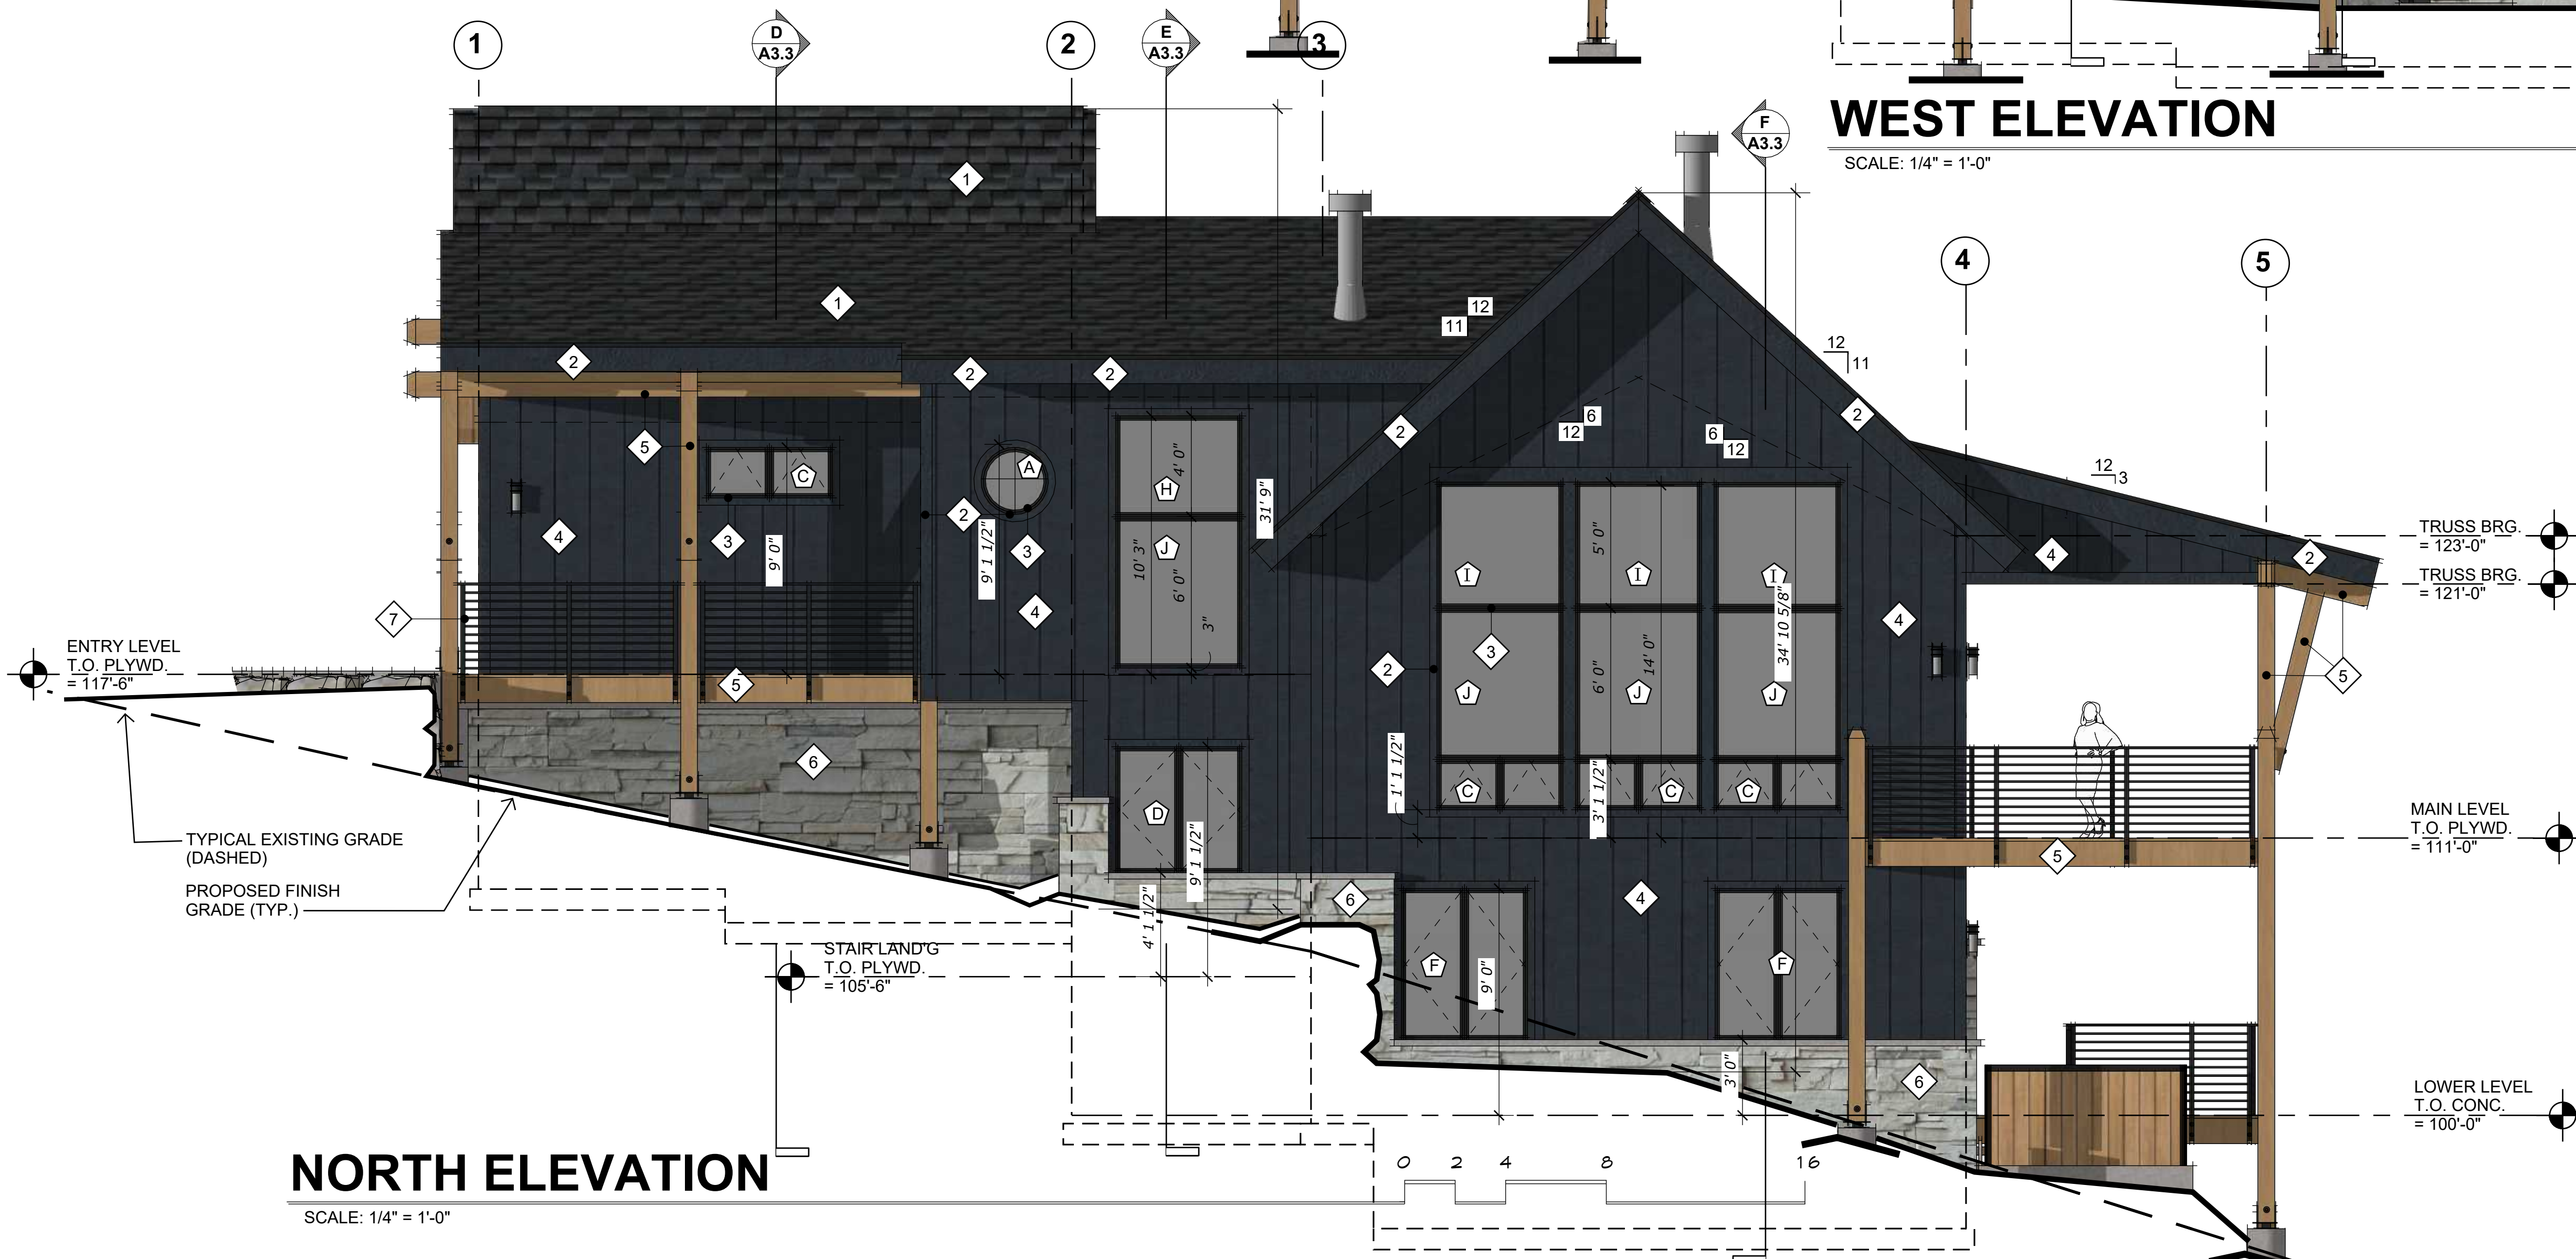 1
D
A3.3
2
E
A3.3
3
F
A3.3
WEST ELEVATION
SCALE: 1/4" = 1'-0"
4
5
1
1
12
11
12
11
2
2
2
2
2
6
12
6
12
12
3
5
C
A
H
J
4' 0"
10' 3"
6' 0"
3"
31' 9"
4
3
9' 0"
2
9' 1 1/2"
3
4
5' 0"
I
I
I
3
14' 0"
6' 0"
34' 10 5/8"
2
J
J
J
4
4
2
TRUSS BRG.
= 123'-0"
TRUSS BRG.
= 121'-0"
7
ENTRY LEVEL
T.O. PLYWD.
= 117'-6"
5
5
6
1' 1 1/2"
C
C
C
3' 1 1/2"
D
9' 1 1/2"
4' 1 1/2"
TYPICAL EXISTING GRADE
(DASHED)
PROPOSED FINISH
GRADE (TYP.)
MAIN LEVEL
T.O. PLYWD.
= 111'-0"
5
6
4
F
9' 0"
F
STAIR LAND'G
T.O. PLYWD.
= 105'-6"
3' 0"
6
LOWER LEVEL
T.O. CONC.
= 100'-0"
NORTH ELEVATION
SCALE: 1/4" = 1'-0"
0 2 4 8 16